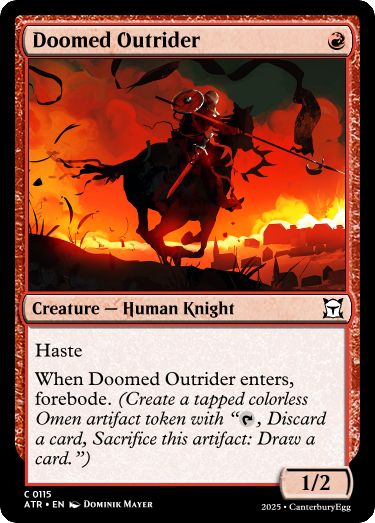 Doomed Outrider
Creature — Human Knight
Haste
When Doomed Outrider enters,
forebode. (Create a tapped colorless
Omen artifact token with “, Discard
a card, Sacrifice this artifact: Draw a
card.”)
1/2
C 0115
ATR • EN DOMINIK MAYER
2025 • CanterburyEgg